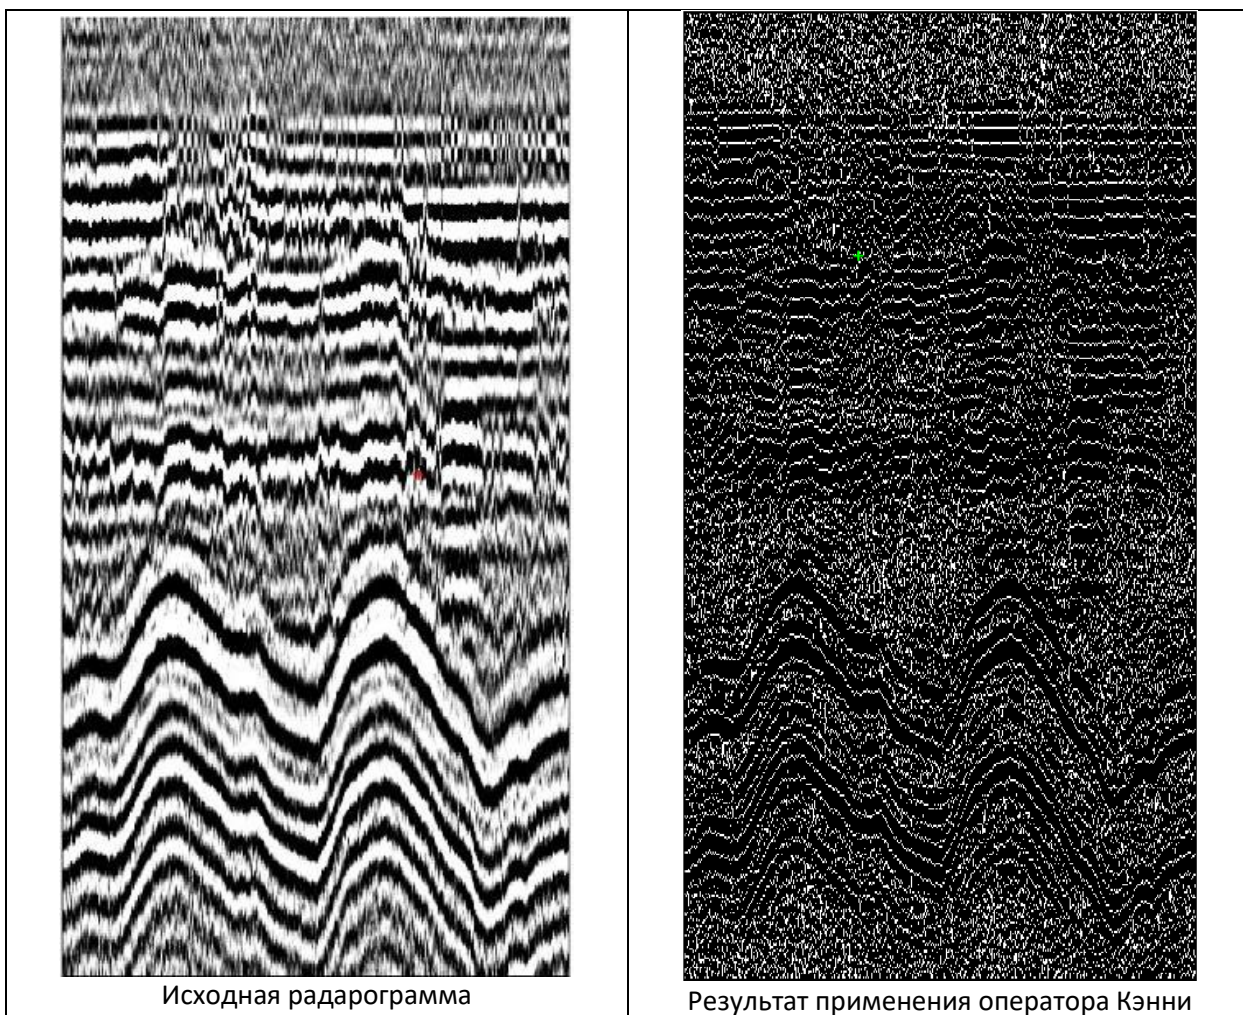 Исходная радарограмма
Результат применения оператора Кэнни